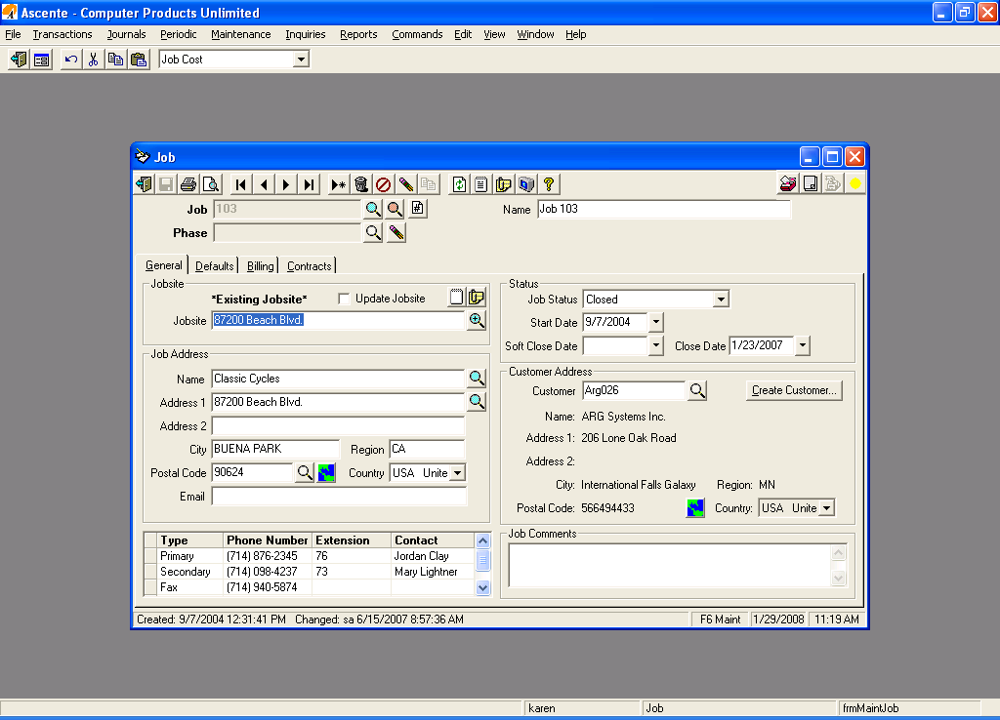 Ascente - Computer Products Unlimited
File Transactions Journals Periodic Maintenance Inquiries Reports Commands Edit View Window Help
Job Cost
Job
Job 103 Name Job 103
Phase
General Defaults Billing Contracts
Jobsite
*Existing Jobsite* Update Jobsite
Jobsite 87200 Beach Blvd.
Status
Job Status Closed
Start Date 9/7/2004
Soft Close Date Close Date 1/23/2007
Job Address
Name Classic Cycles
Address 1 87200 Beach Blvd.
Address 2
City BUENA PARK Region CA
Postal Code 90624 Country USA Unite
Email
Customer Address
Customer Arg026 Create Customer...
Name: ARG Systems Inc.
Address 1: 206 Lone Oak Road
Address 2:
City: International Falls Galaxy Region: MN
Postal Code: 566494433 Country: USA Unite
Type Phone Number Extension Contact
Primary (714) 876-2345 76 Jordan Clay
Secondary (714) 098-4237 73 Mary Lightner
Fax (714) 940-5874
Job Comments
Created: 9/7/2004 12:31:41 PM Changed: sa 6/15/2007 8:57:36 AM F6 Maint 1/29/2008 11:19 AM
karen Job frmMaintJob